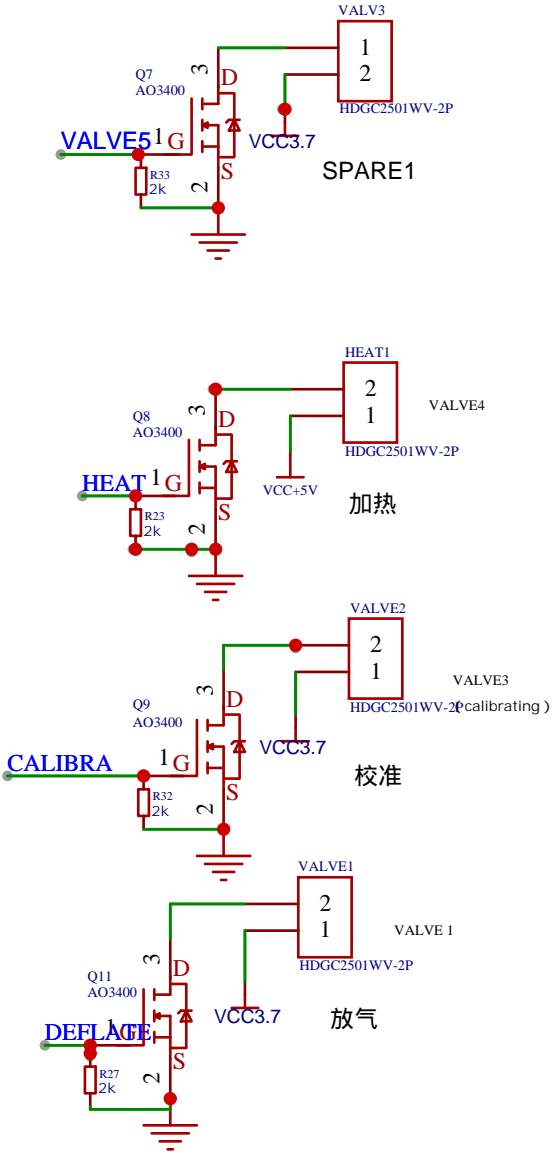 VALV3
1
2
HDGC2501WV-2P
Q7
AO3400
3
D
VALVE5
1
G
R33
2k
2
S
VCC3.7
SPARE1
HEAT1
2
1
HDGC2501WV-2P
VALVE4
Q8
AO3400
3
D
HEAT
1
G
R23
2k
2
S
VCC+5V
加热
VALVE2
2
1
HDGC2501WV-2P
VALVE3
(calibrating)
Q9
AO3400
3
D
CALIBRA
1
G
R32
2k
2
S
VCC3.7
校准
VALVE1
2
1
HDGC2501WV-2P
VALVE 1
Q11
AO3400
3
D
DEFLATE
1
G
R27
2k
2
S
VCC3.7
放气